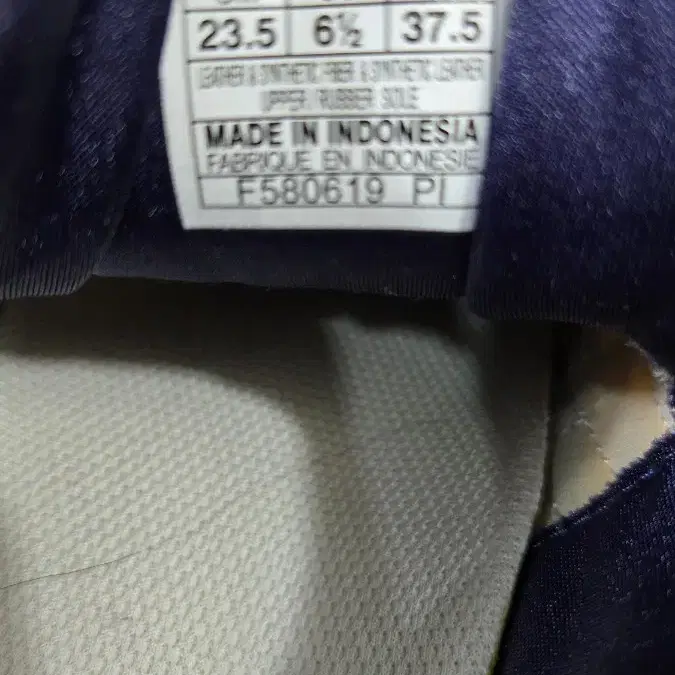 23.5 6½ 37.5
LEATHER & SYNTHETIC FIBER & SYNTHETIC LEATHER
UPPER / RUBBER SOLE
MADE IN INDONESIA
FABRIQUE EN INDONESIE
F580619 PI